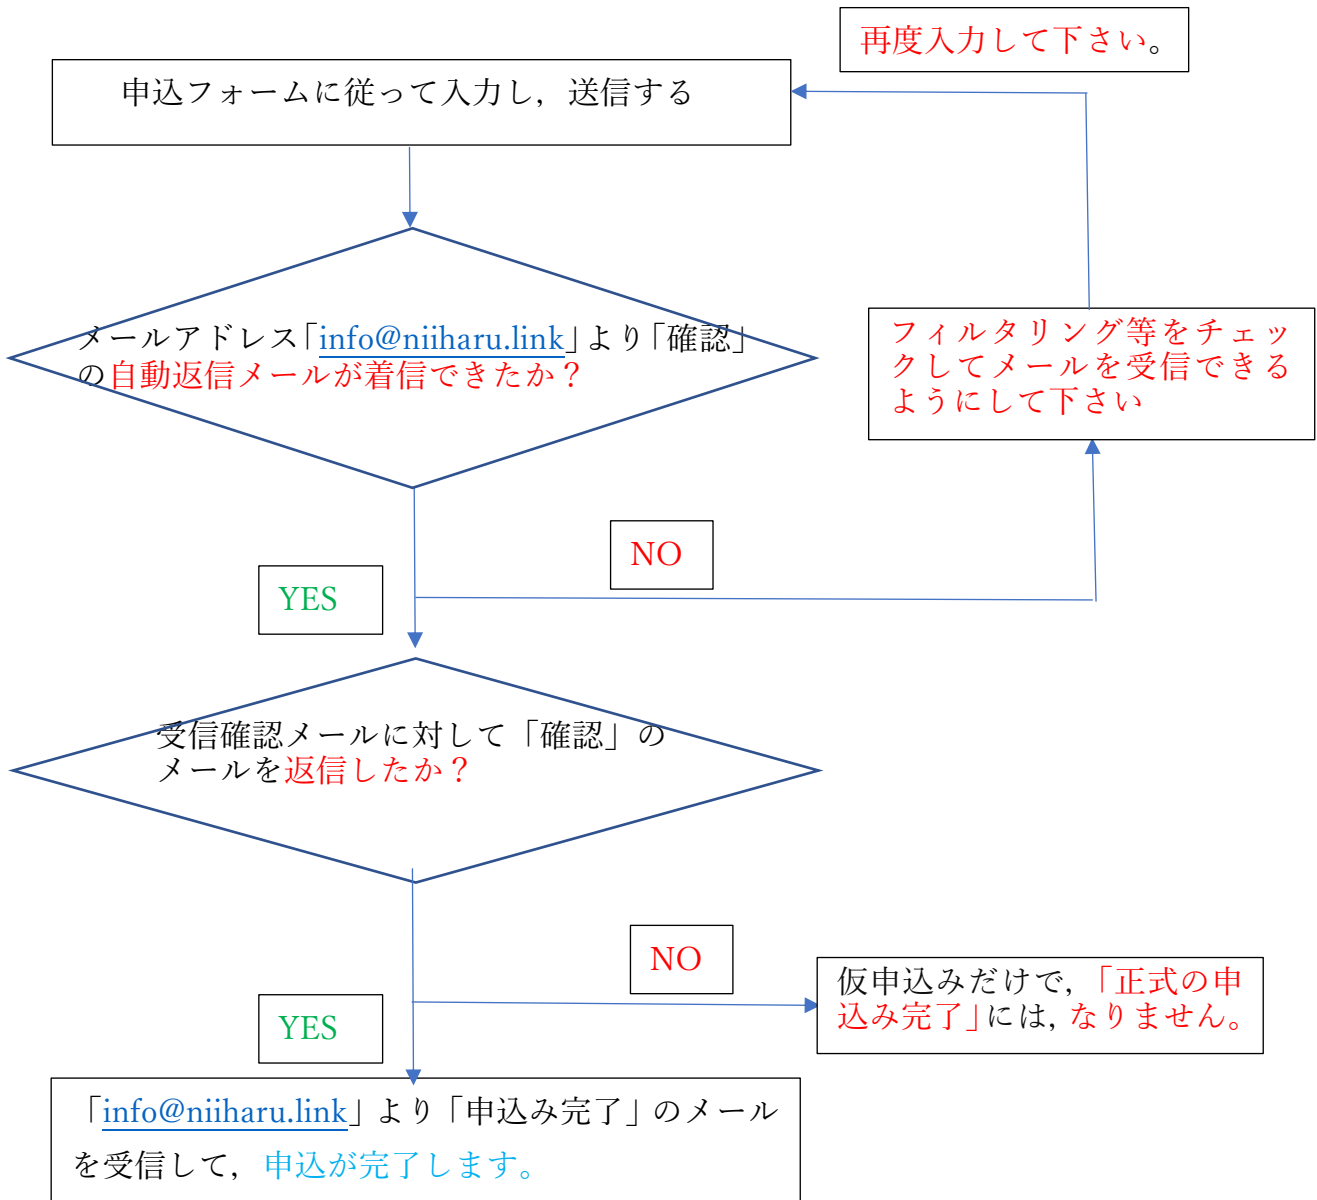 再度入力して下さい。
申込フォームに従って入力し，送信する
メールアドレス「info@niiharu.link」より「確認」
の自動返信メールが着信できたか？
フィルタリング等をチェッ
クしてメールを受信できる
ようにして下さい
NO
YES
受信確認メールに対して「確認」の
メールを返信したか？
NO
仮申込みだけで，「正式の申
込み完了」には，なりません。
YES
「info@niiharu.link」より「申込み完了」のメール
を受信して，申込が完了します。